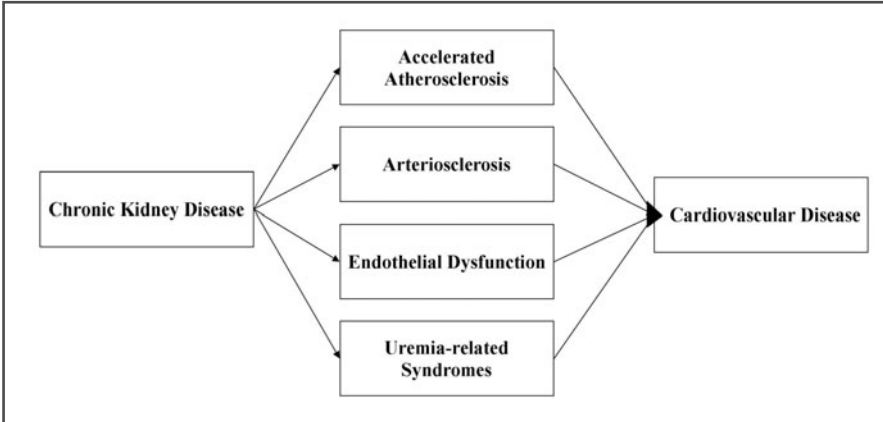 Chronic Kidney Disease
Accelerated
Atherosclerosis
Arteriosclerosis
Endothelial Dysfunction
Uremia-related
Syndromes
Cardiovascular Disease